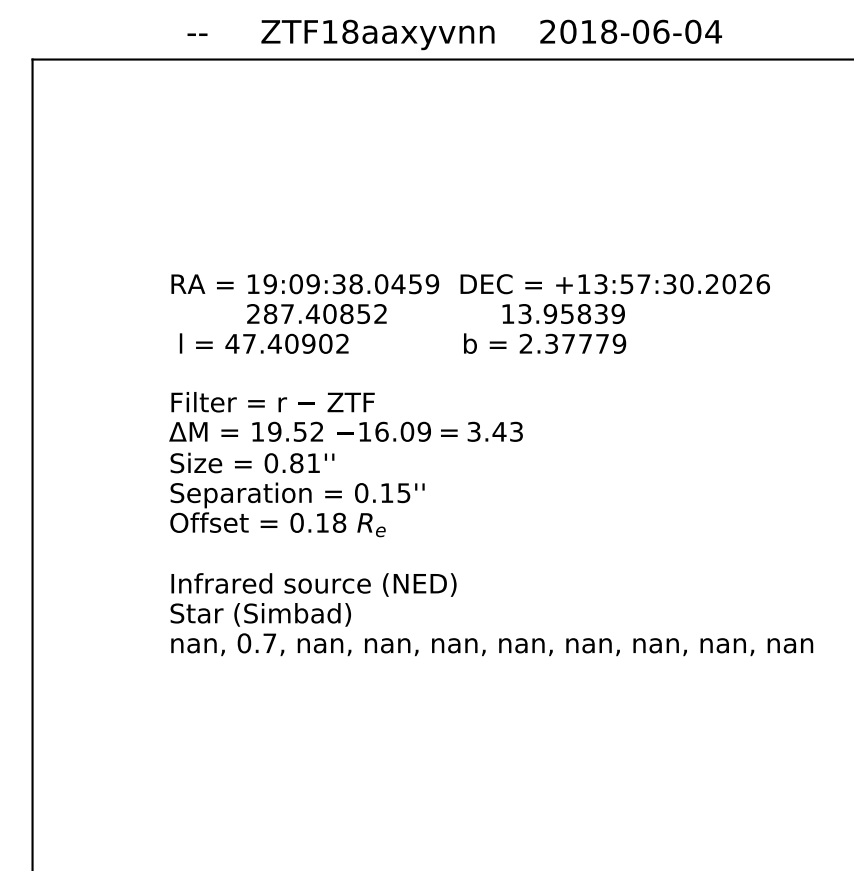 -- ZTF18aaxyvnn 2018-06-04
RA = 19:09:38.0459 DEC = +13:57:30.2026
287.40852 13.95839
l = 47.40902 b = 2.37779
Filter = r − ZTF
ΔM = 19.52 −16.09 = 3.43
Size = 0.81''
Separation = 0.15''
Offset = 0.18 Re
Infrared source (NED)
Star (Simbad)
nan, 0.7, nan, nan, nan, nan, nan, nan, nan, nan